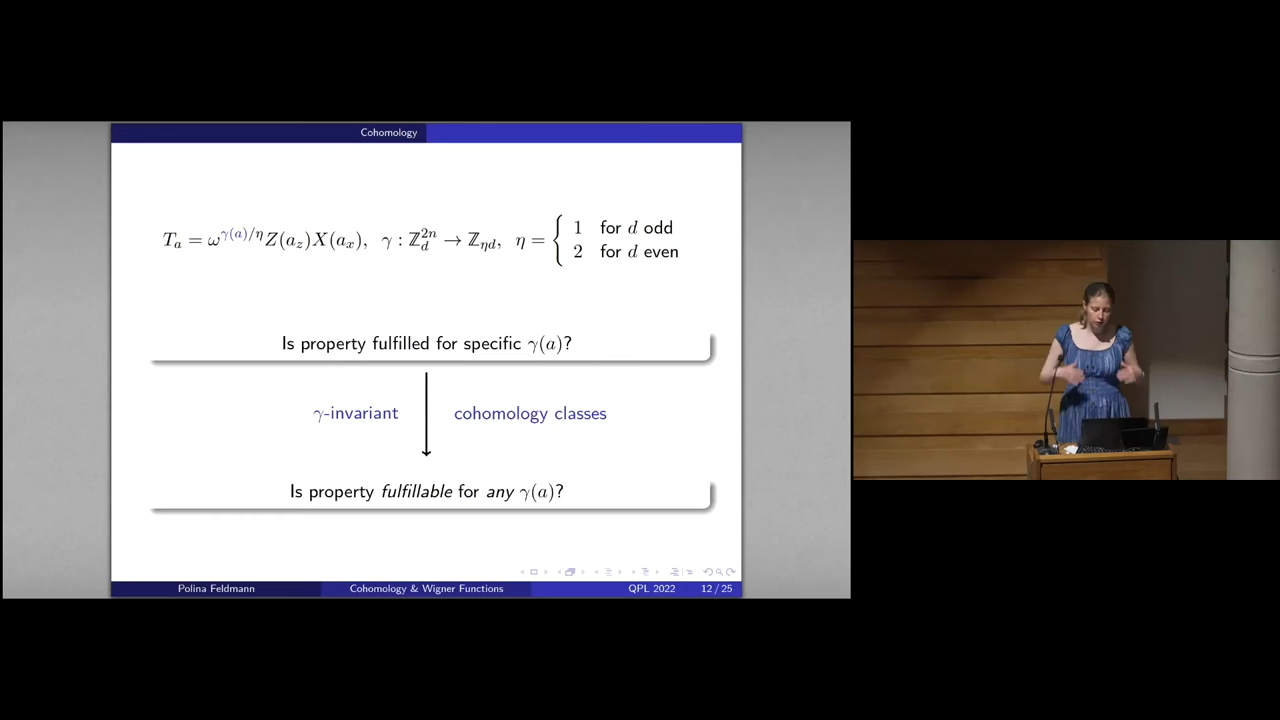 Cohomology
T_a = ω^{γ(a)/η} Z(a_z)X(a_x), γ : ℤ_d^{2n} → ℤ_{ηd}, η = { 1 for d odd
2 for d even
Is property fulfilled for specific γ(a)?
γ-invariant cohomology classes
Is property fulfillable for any γ(a)?
Polina Feldmann Cohomology & Wigner Functions QPL 2022 12 / 25